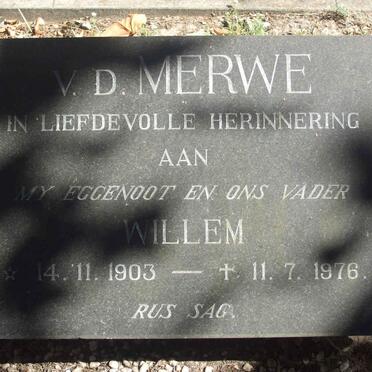 V. D. MERWE
IN LIEFDEVOLLE HERINNERING
AAN
MY EGGENOOT EN ONS VADER
WILLEM
☆ 14. 11. 1903 — ✝ 11. 7. 1976.
RUS SAG.